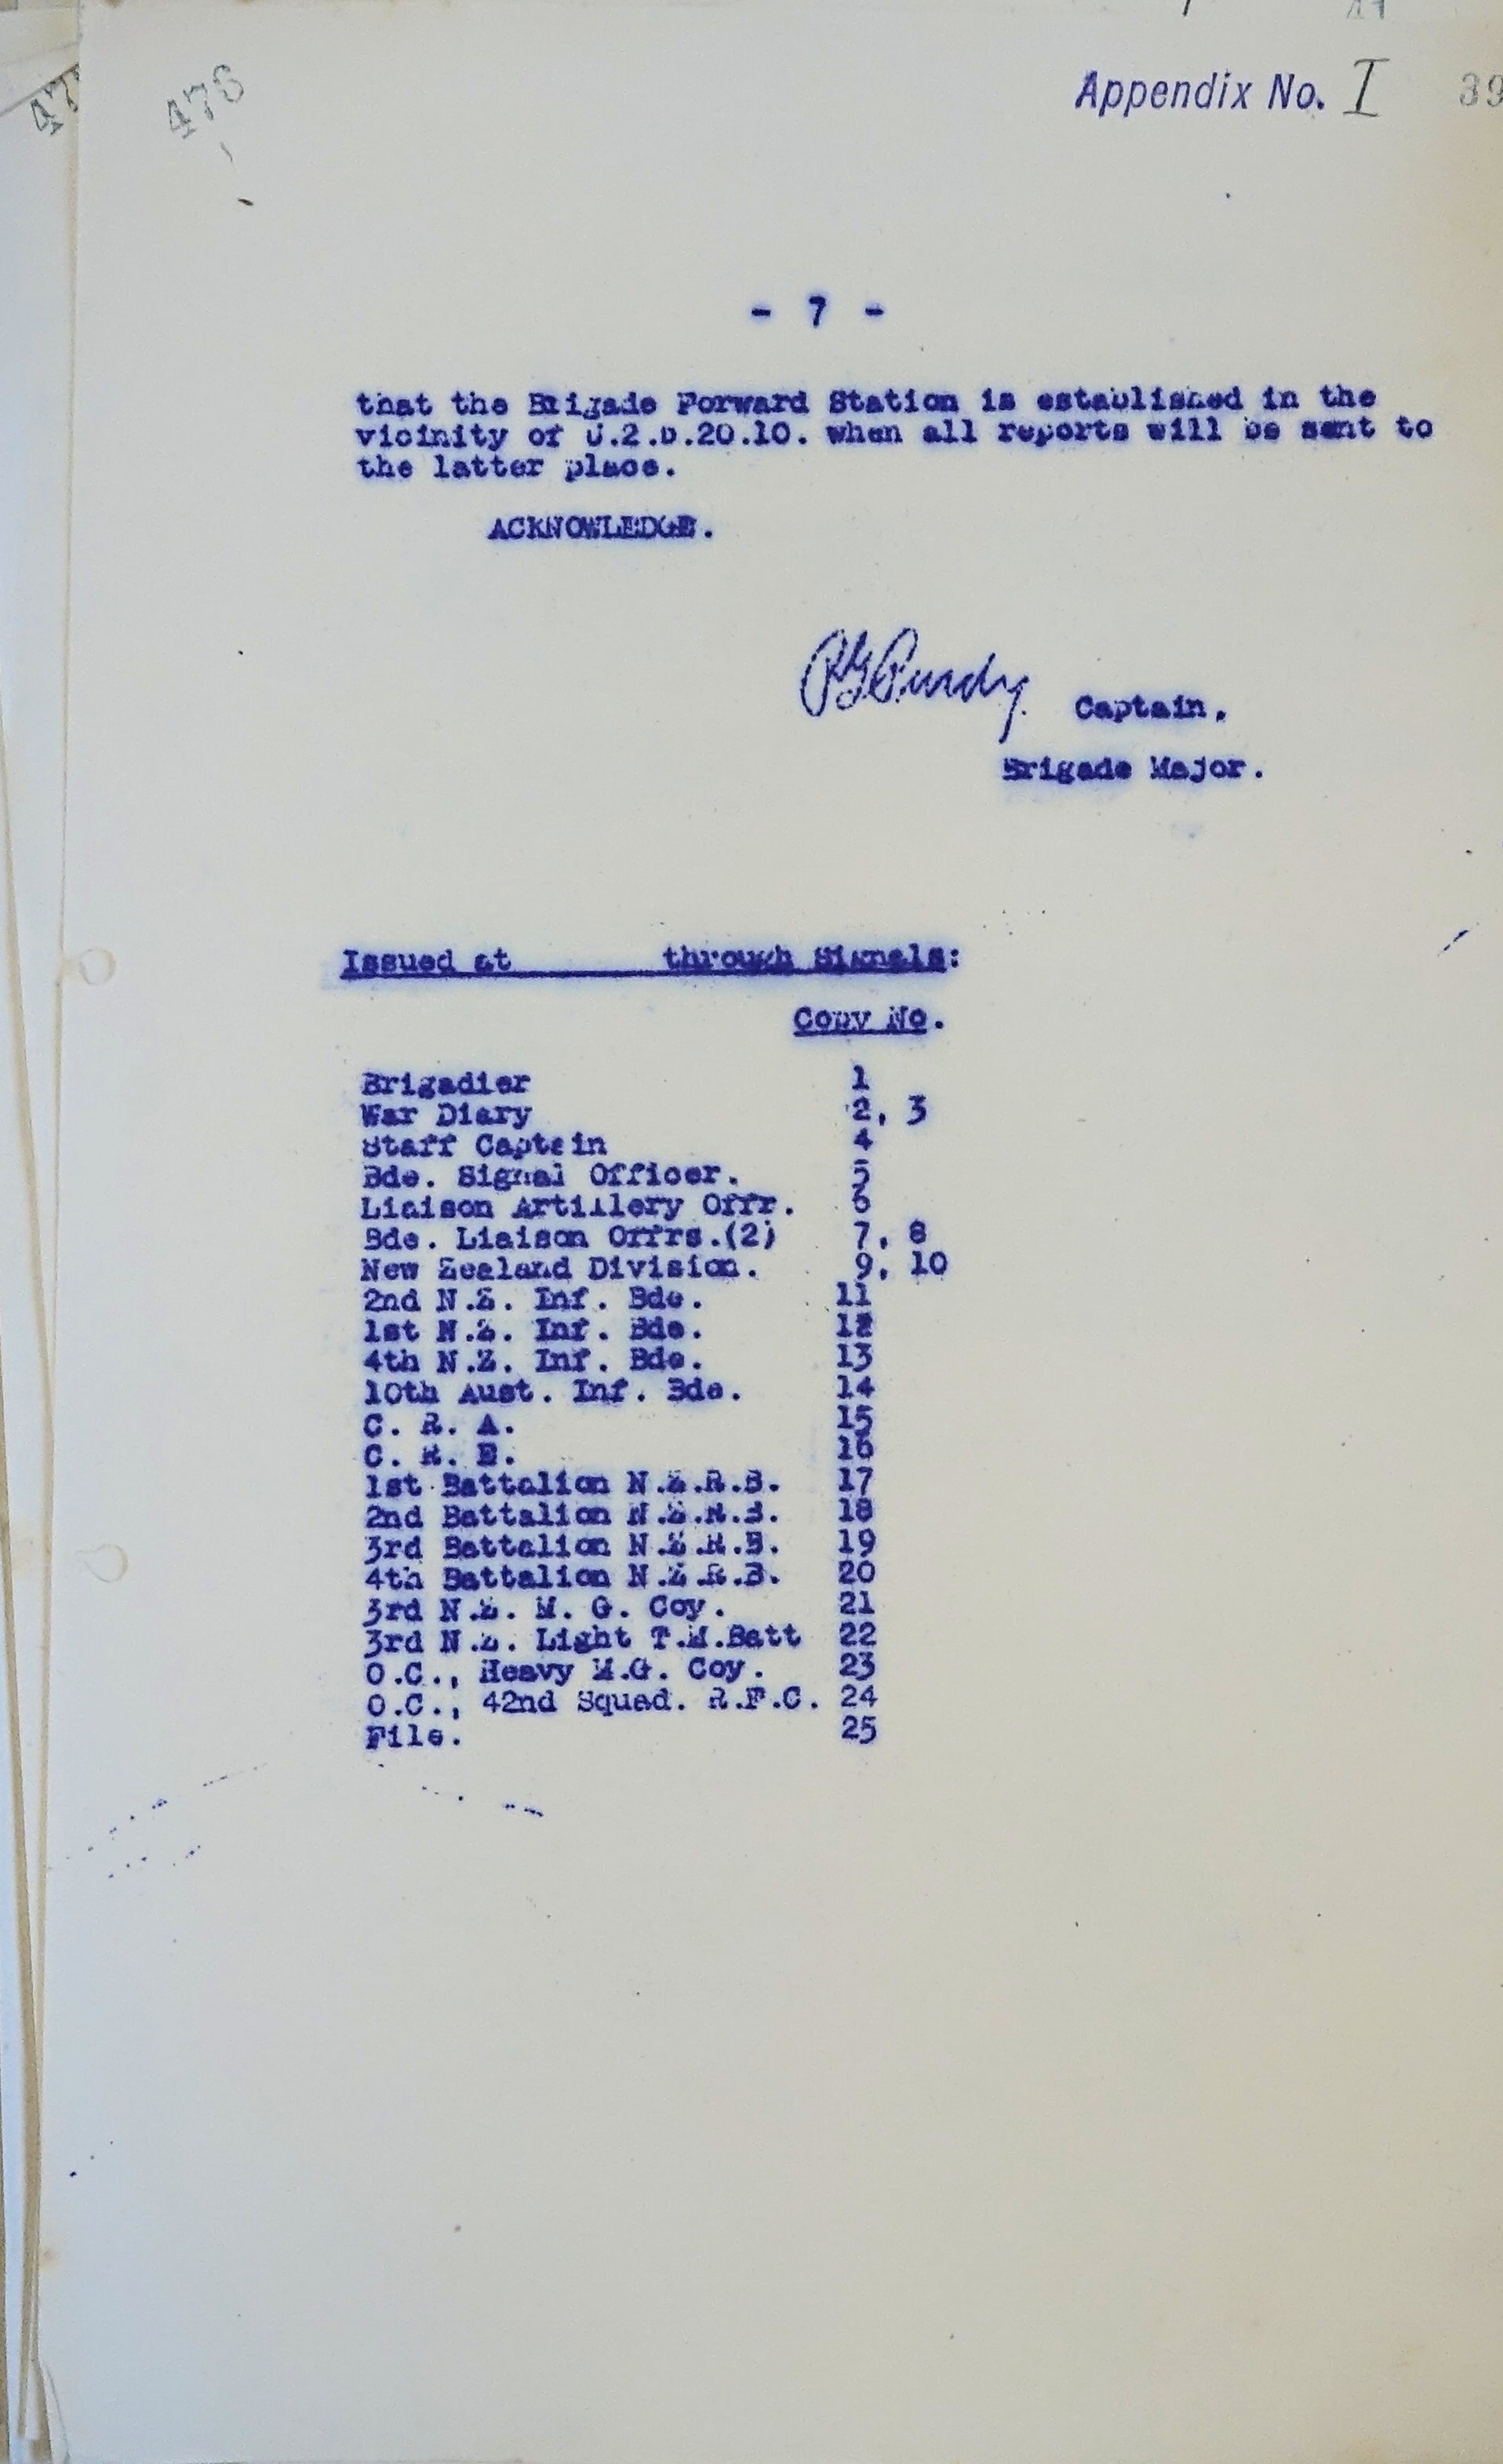 478
Appendix No. I
39
- 7 -
that the Brigade Forward Station is established in the
vicinity of U.2.b.20.10. when all reports will be sent to
the latter place.
ACKNOWLEDGE.
Captain.
Brigade Major.
Issued at through Signals:
Copy No.
Brigadier 1
War Diary 2, 3
Staff Captain 4
Bde. Signal Officer. 5
Liaison Artillery Offr. 6
Bde. Liaison Offrs.(2) 7, 8
New Zealand Division. 9, 10
2nd N.Z. Inf. Bde. 11
1st N.Z. Inf. Bde. 12
4th N.Z. Inf. Bde. 13
10th Aust. Inf. Bde. 14
C. R. A. 15
C. R. E. 16
1st Battalion N.Z.R.B. 17
2nd Battalion N.Z.R.B. 18
3rd Battalion N.Z.R.B. 19
4th Battalion N.Z.R.B. 20
3rd N.Z. M. G. Coy. 21
3rd N.Z. Light T.M.Batt 22
O.C., Heavy M.G. Coy. 23
O.C., 42nd Squad. R.F.C. 24
File. 25